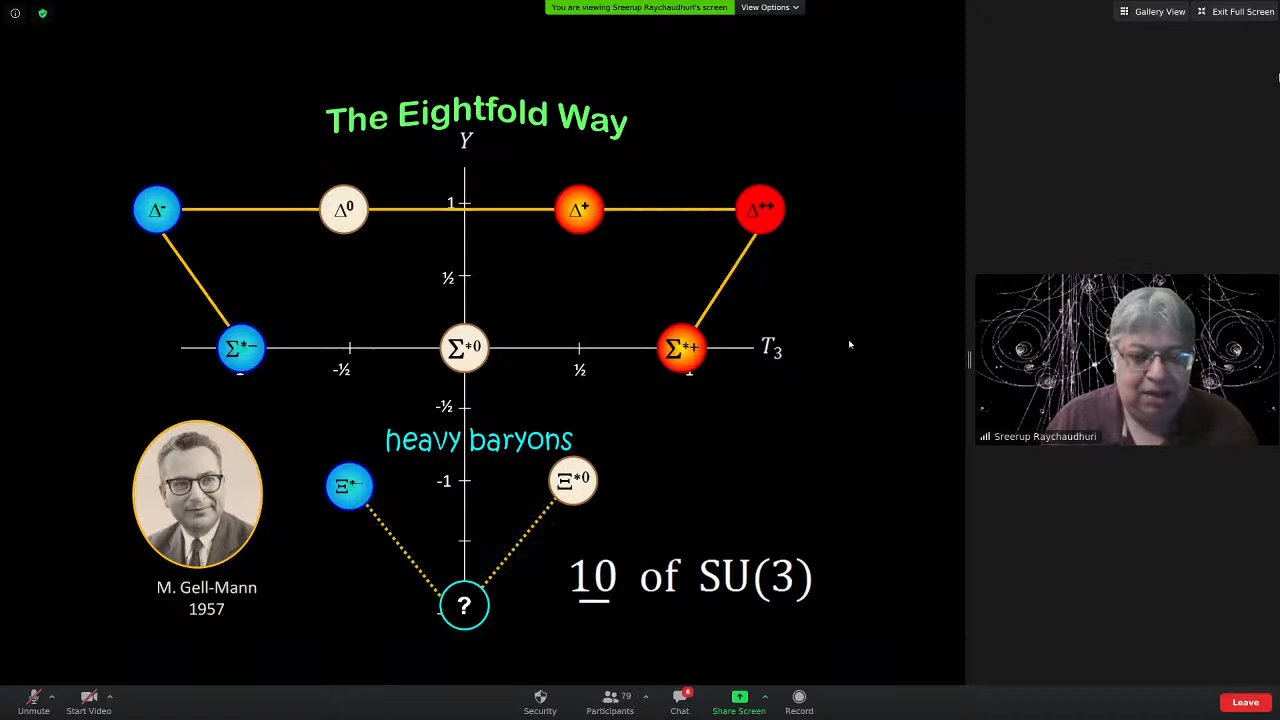 You are viewing Sreerup Raychaudhuri's screen
View Options
Gallery View
Exit Full Screen
The Eightfold Way
Y
Δ-
Δ0
1
Δ+
Δ++
½
Σ*–
Σ*0
Σ*+
T3
-½
½
1
-½
heavy baryons
Ξ*–
-1
Ξ*0
?
10 of SU(3)
M. Gell-Mann
1957
Sreerup Raychaudhuri
Unmute
Start Video
Security
79
Participants
6
Chat
Share Screen
Record
Leave